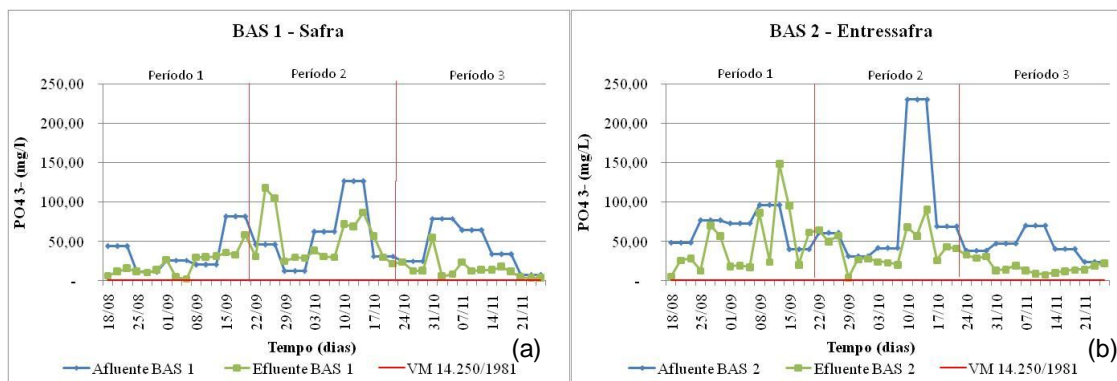 BAS 1 - Safra
Período 1
Período 2
Período 3
PO4 3- (mg/l)
250,00
200,00
150,00
100,00
50,00
-
18/08
25/08
01/09
08/09
15/09
22/09
29/09
03/10
10/10
17/10
24/10
31/10
07/11
14/11
21/11
Tempo (dias)
(a)
Afluente BAS 1
Efluente BAS 1
VM 14.250/1981
BAS 2 - Entressafra
Período 1
Período 2
Período 3
PO4 3- (mg/L)
250,00
200,00
150,00
100,00
50,00
-
18/08
25/08
01/09
08/09
15/09
22/09
29/09
03/10
10/10
17/10
24/10
31/10
07/11
14/11
21/11
Tempo (dias)
(b)
Afluente BAS 2
Efluente BAS 2
VM 14.250/1981